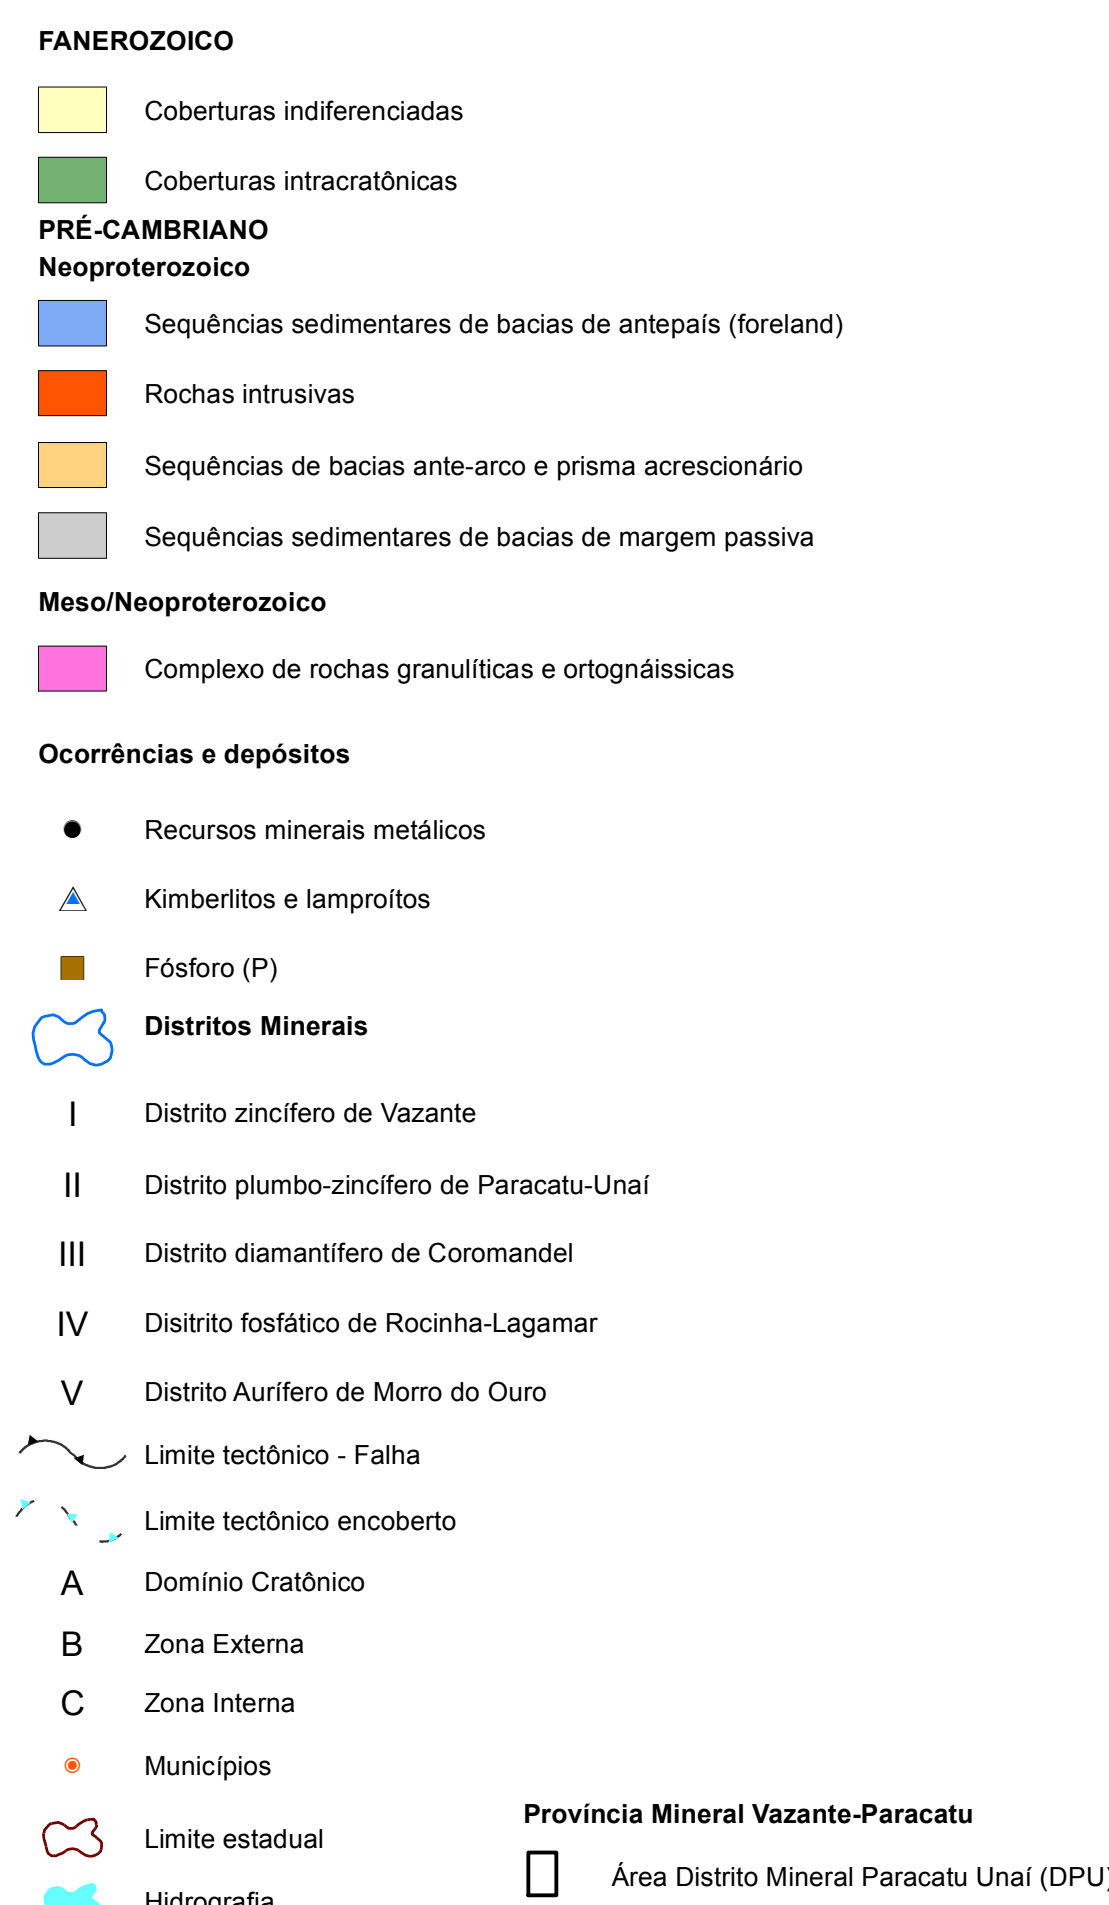 FANEROZOICO
Coberturas indiferenciadas
Coberturas intracratônicas
PRÉ-CAMBRIANO
Neoproterozoico
Sequências sedimentares de bacias de antepaís (foreland)
Rochas intrusivas
Sequências de bacias ante-arco e prisma acrescionário
Sequências sedimentares de bacias de margem passiva
Meso/Neoproterozoico
Complexo de rochas granulíticas e ortognáissicas
Ocorrências e depósitos
Recursos minerais metálicos
Kimberlitos e lamproítos
Fósforo (P)
Distritos Minerais
I Distrito zincífero de Vazante
II Distrito plumbo-zincífero de Paracatu-Unaí
III Distrito diamantífero de Coromandel
IV Disitrito fosfático de Rocinha-Lagamar
V Distrito Aurífero de Morro do Ouro
Limite tectônico - Falha
Limite tectônico encoberto
A Domínio Cratônico
B Zona Externa
C Zona Interna
Municípios
Província Mineral Vazante-Paracatu
Limite estadual
Área Distrito Mineral Paracatu Unaí (DPU)
Hidrografia